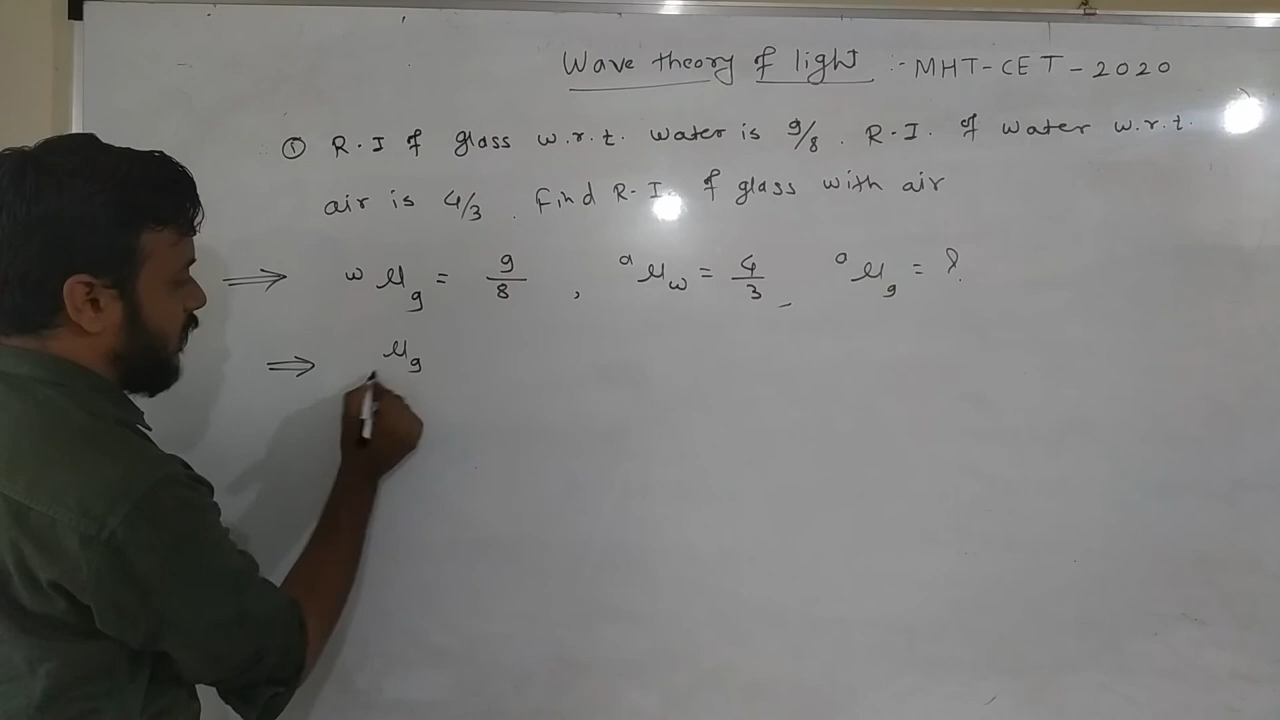 Wave theory of light :- MHT-CET-2020
① R.I of glass w.r.t. water is 9/8. R.I. of water w.r.t.
air is 4/3. Find R.I. of glass with air
⇒ ʷμg = 9/8 , ᵃμw = 4/3 , ᵃμg = ?
⇒ μg